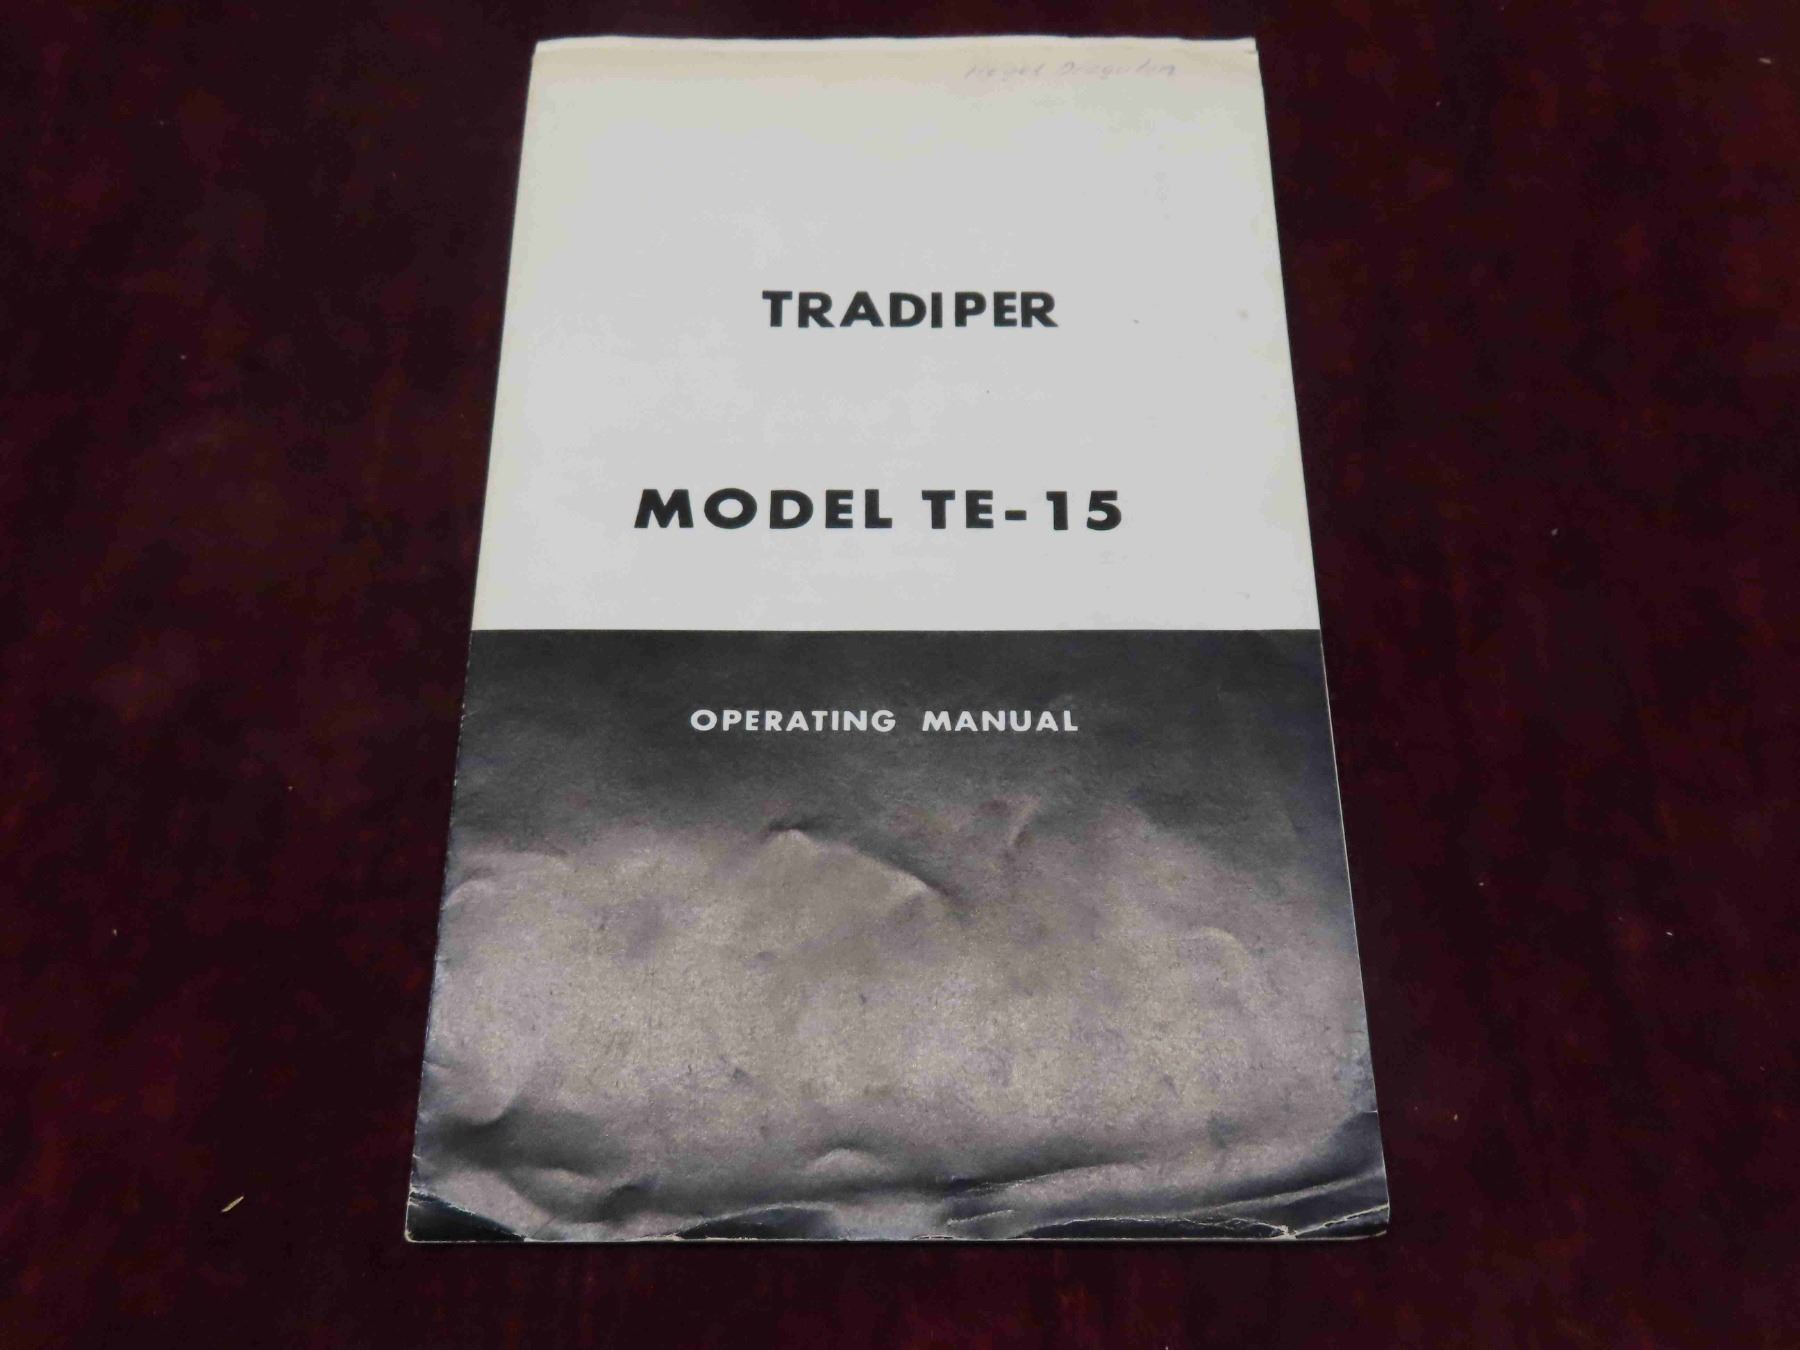 TRADIPER
MODEL TE-15
OPERATING MANUAL